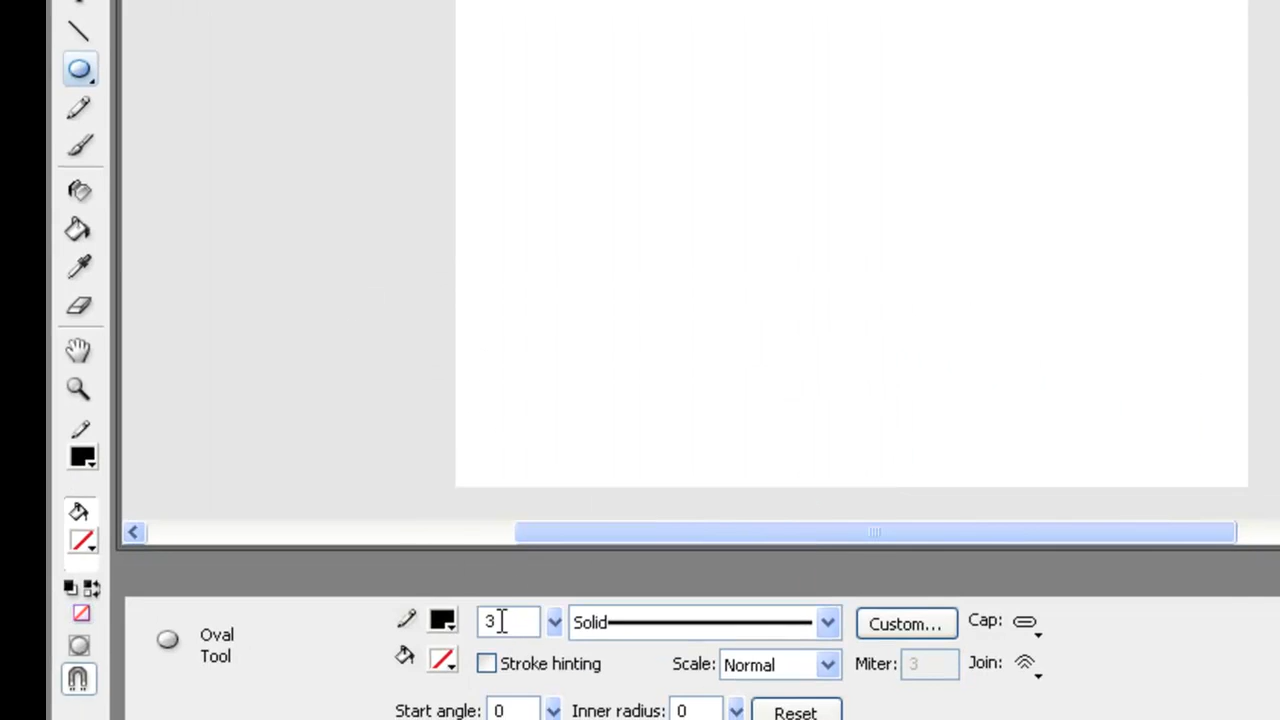 3 Solid Custom... Cap:
Oval
Tool
Stroke hinting Scale: Normal Miter: 3 Join:
Start angle: 0 Inner radius: 0 Reset